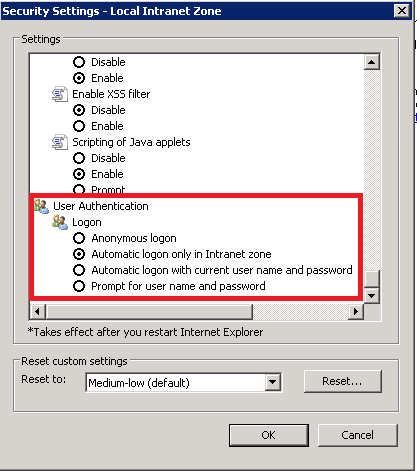 Security Settings - Local Intranet Zone
Settings
Disable
Enable
Enable XSS filter
Disable
Enable
Scripting of Java applets
Disable
Enable
Prompt
User Authentication
Logon
Anonymous logon
Automatic logon only in Intranet zone
Automatic logon with current user name and password
Prompt for user name and password
*Takes effect after you restart Internet Explorer
Reset custom settings
Reset to: Medium-low (default) Reset...
OK Cancel